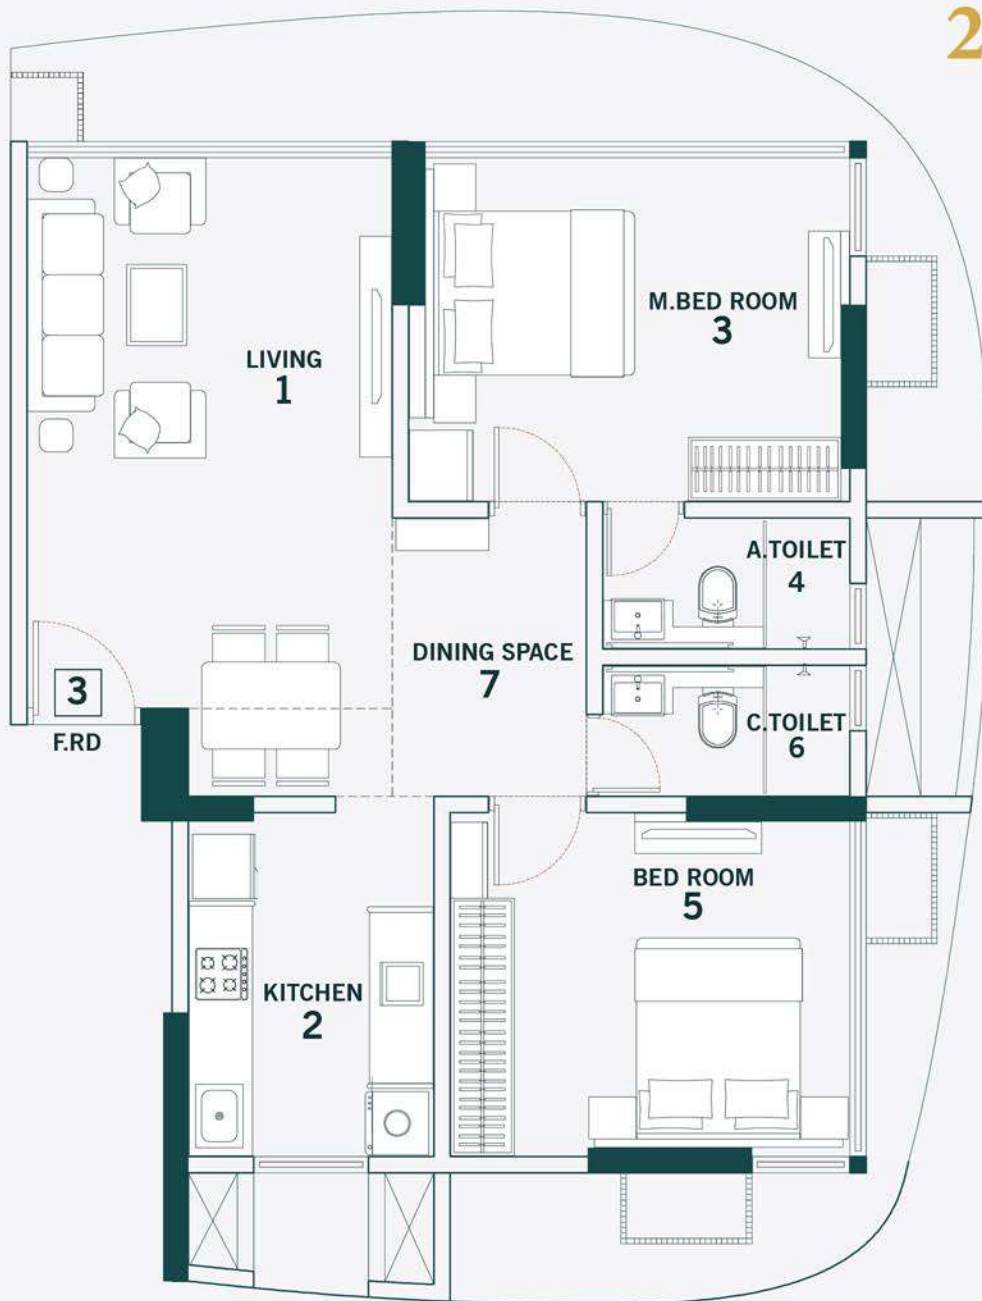 2
M.BED ROOM
3
LIVING
1
A.TOILET
4
DINING SPACE
7
3
F.RD
C.TOILET
6
BED ROOM
5
KITCHEN
2